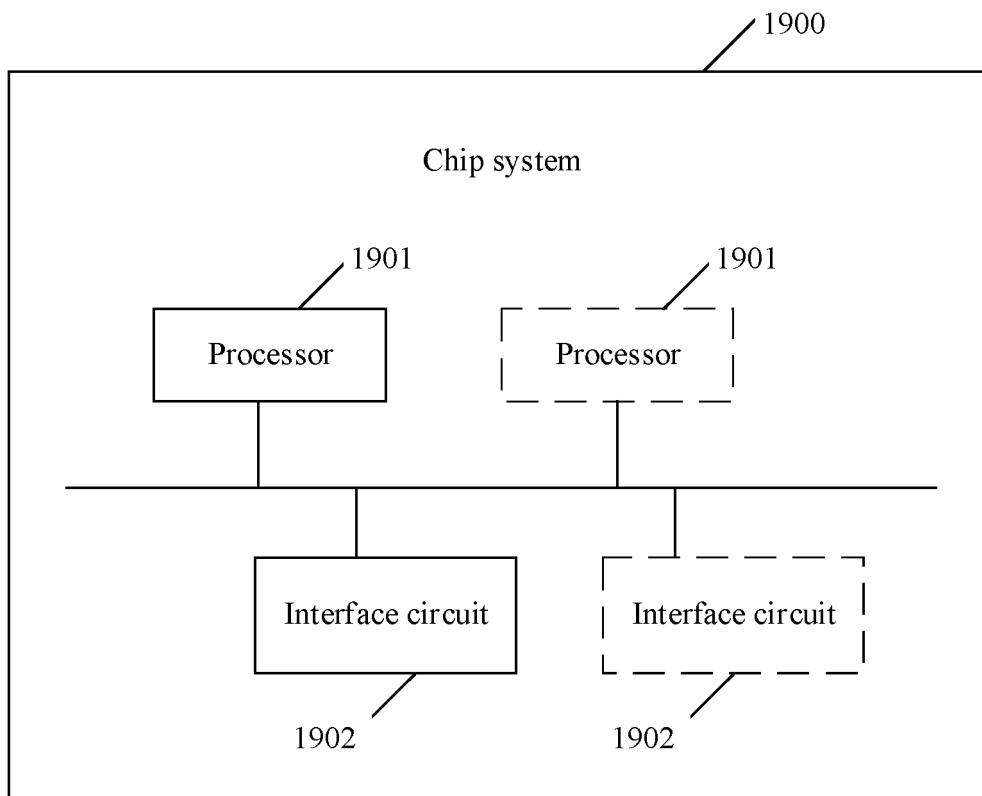 1900
Chip system
1901
1901
Processor
Processor
Interface circuit
Interface circuit
1902
1902